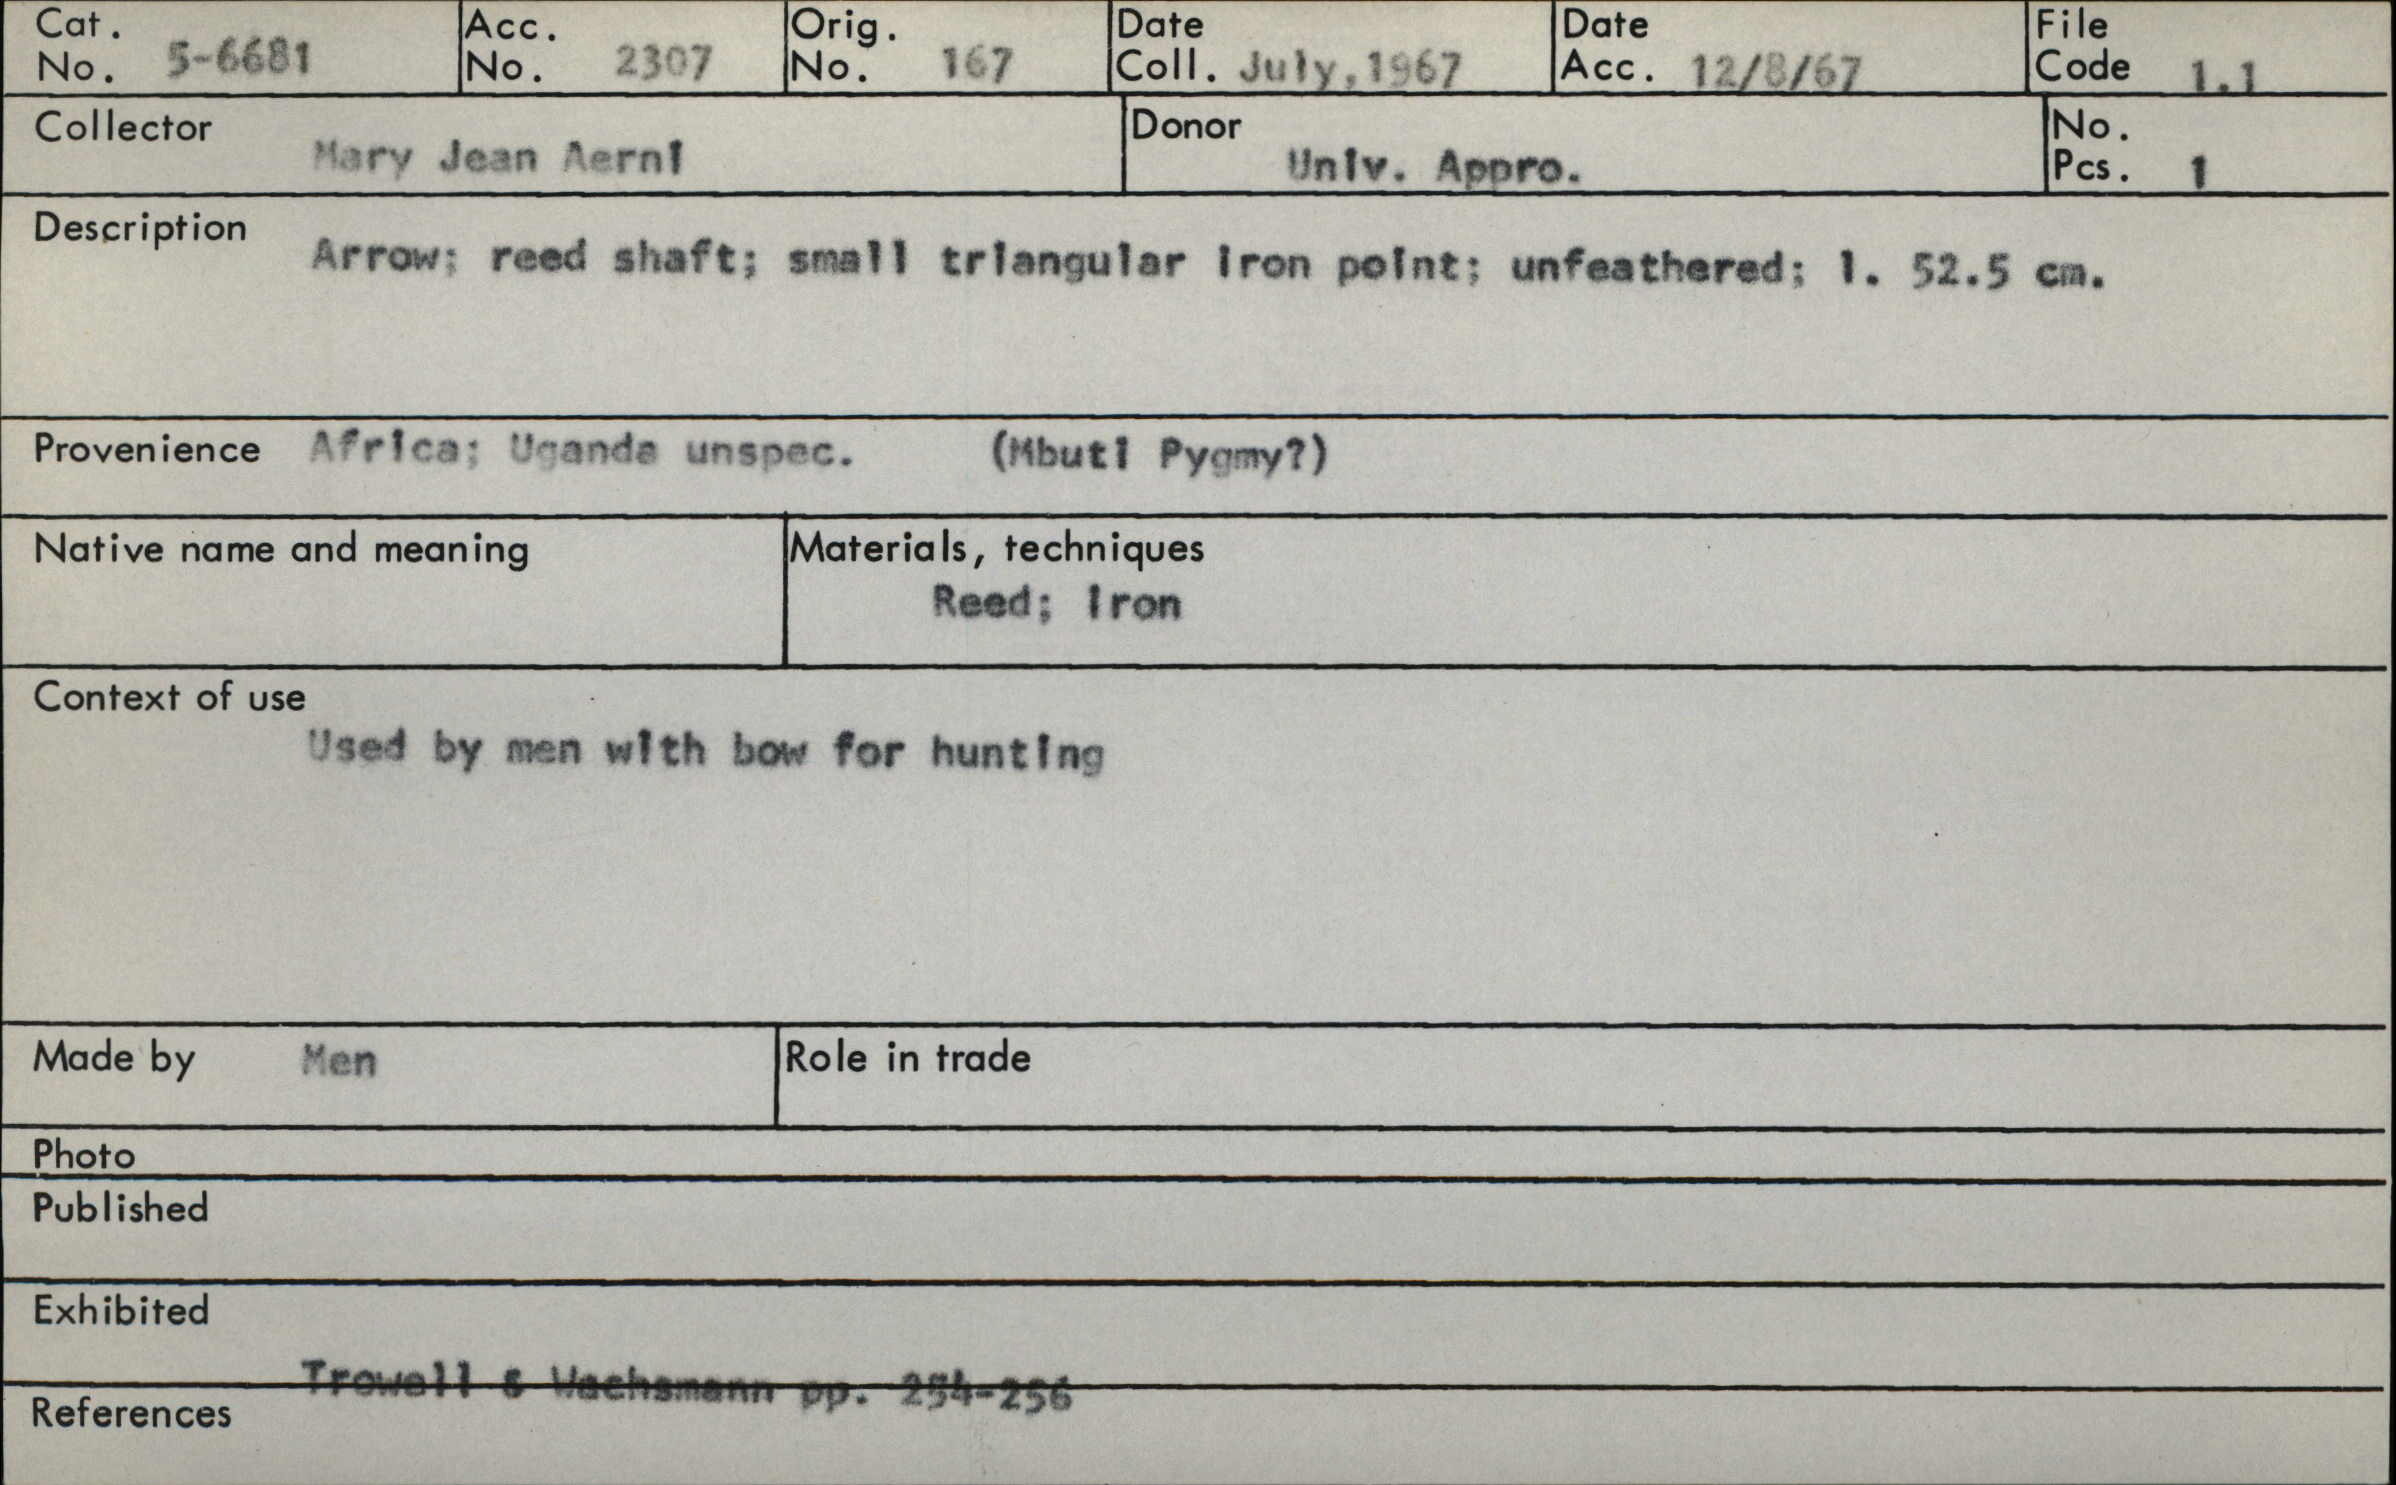 Cat. No. 5-6681 Acc. No. 2307 Orig. No. 167 Date Coll. July, 1967 Date Acc. 12/8/67 File Code 1.1
Collector Mary Jean Aerni Donor Univ. Appro. No. Pcs. 1
Description Arrow; reed shaft; small triangular iron point; unfeathered; l. 52.5 cm.
Provenience Africa; Uganda unspec. (Mbuti Pygmy?)
Native name and meaning Materials, techniques
Reed; iron
Context of use
Used by men with bow for hunting
Made by Men Role in trade
Photo
Published
Exhibited
Trowell & Wachsmann pp. 254-256
References